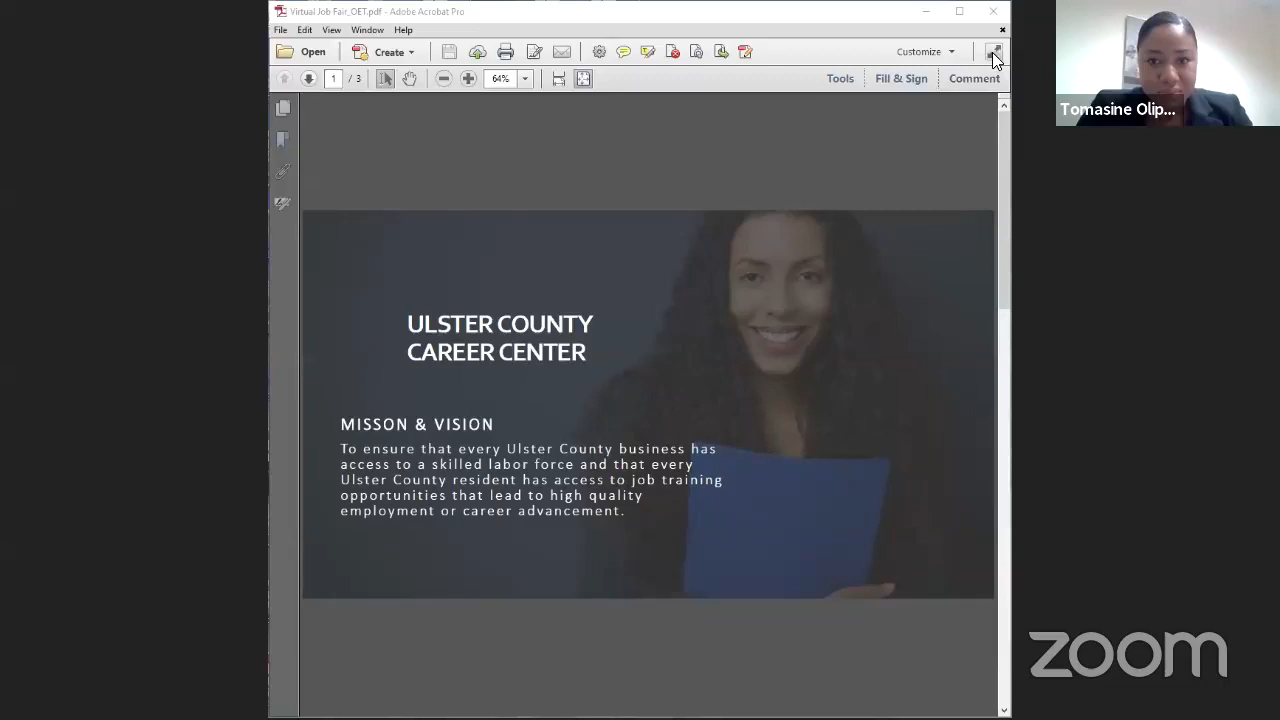 Virtual Job Fair_OET.pdf - Adobe Acrobat Pro
File Edit View Window Help
Open Create Customize
1 / 3 64% Tools Fill & Sign Comment
Tomasine Olip...
ULSTER COUNTY
CAREER CENTER
MISSON & VISION
To ensure that every Ulster County business has
access to a skilled labor force and that every
Ulster County resident has access to job training
opportunities that lead to high quality
employment or career advancement.
zoom